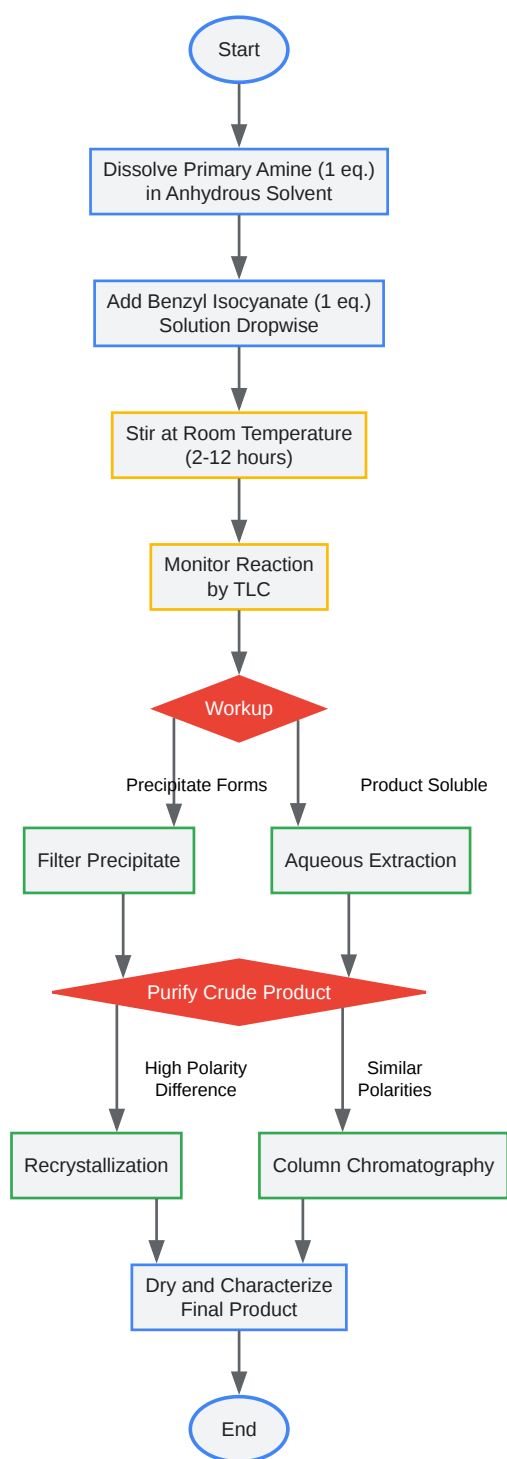 Start
Dissolve Primary Amine (1 eq.)
in Anhydrous Solvent
Add Benzyl Isocyanate (1 eq.)
Solution Dropwise
Stir at Room Temperature
(2-12 hours)
Monitor Reaction
by TLC
Workup
Precipitate Forms
Product Soluble
Filter Precipitate
Aqueous Extraction
Purify Crude Product
High Polarity
Difference
Similar
Polarities
Recrystallization
Column Chromatography
Dry and Characterize
Final Product
End